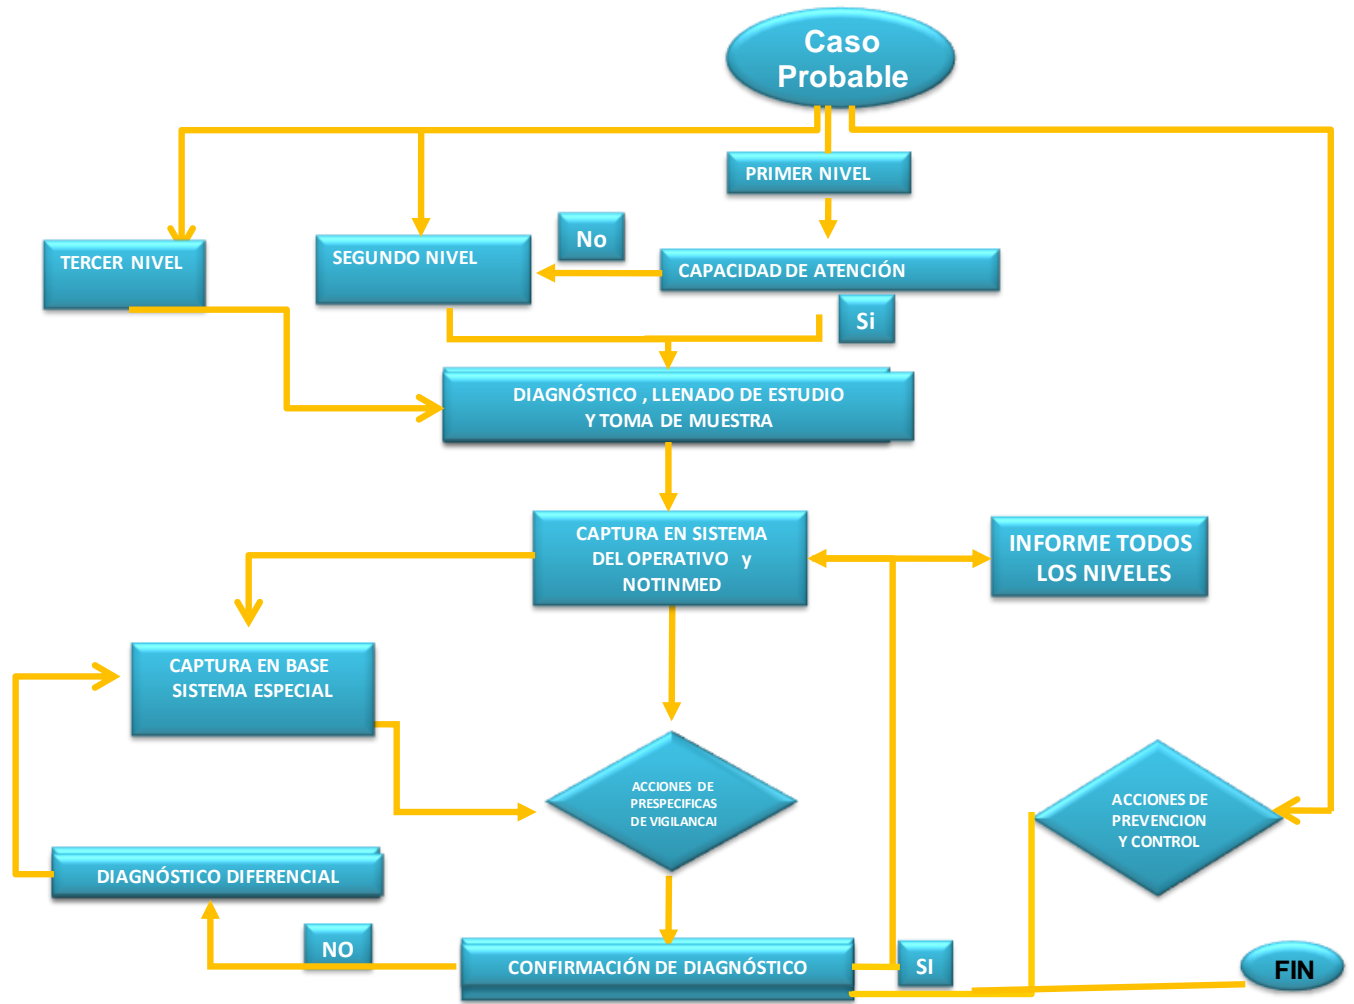 Caso
Probable
PRIMER NIVEL
No
TERCER NIVEL
SEGUNDO NIVEL
CAPACIDAD DE ATENCIÓN
Si
DIAGNÓSTICO , LLENADO DE ESTUDIO
Y TOMA DE MUESTRA
CAPTURA EN SISTEMA
DEL OPERATIVO y
NOTINMED
INFORME TODOS
LOS NIVELES
CAPTURA EN BASE
SISTEMA ESPECIAL
ACCIONES DE
PRESPECIFICAS
DE VIGILANCAI
ACCIONES DE
PREVENCION
Y CONTROL
DIAGNÓSTICO DIFERENCIAL
NO
CONFIRMACIÓN DE DIAGNÓSTICO
SI
FIN